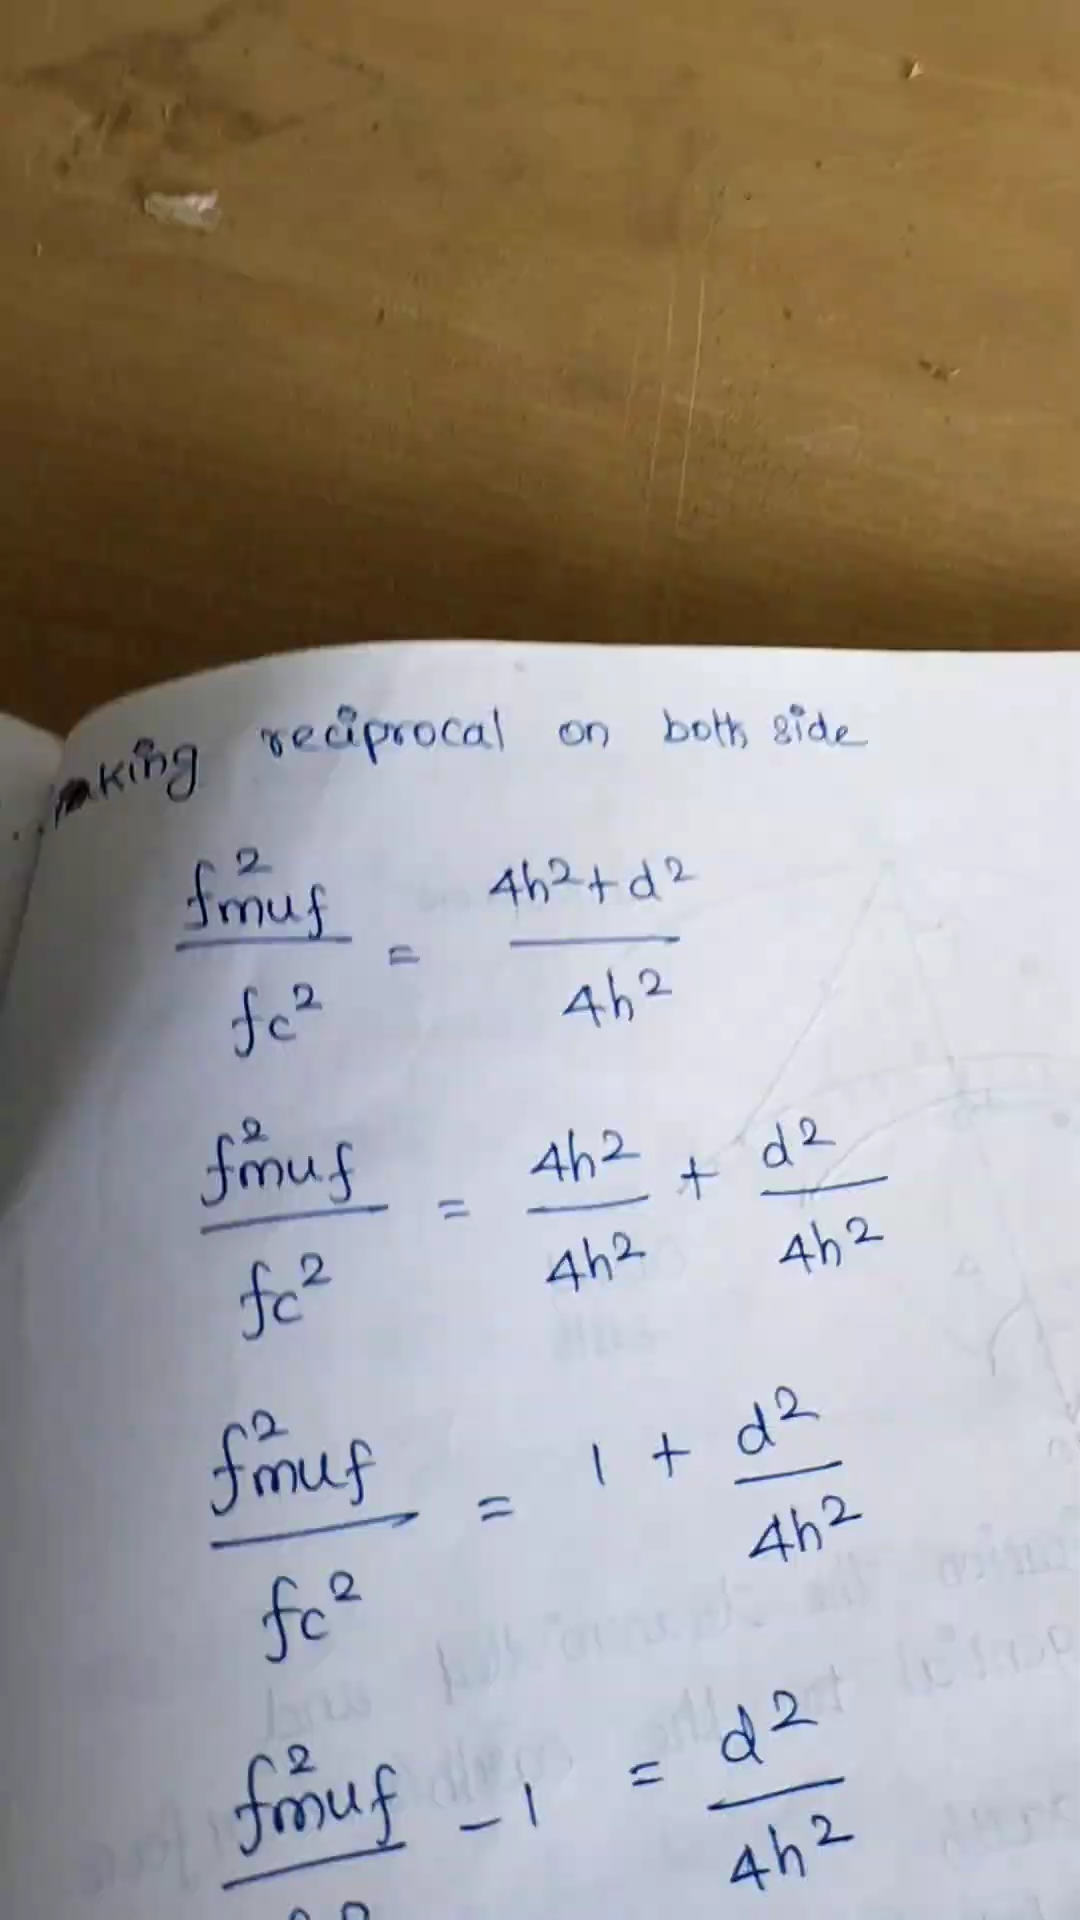 making reciprocal on both side
f²muf / fc² = 4h²+d² / 4h²
f²muf / fc² = 4h² / 4h² + d² / 4h²
f²muf / fc² = 1 + d² / 4h²
f²muf - 1 = d² / 4h²